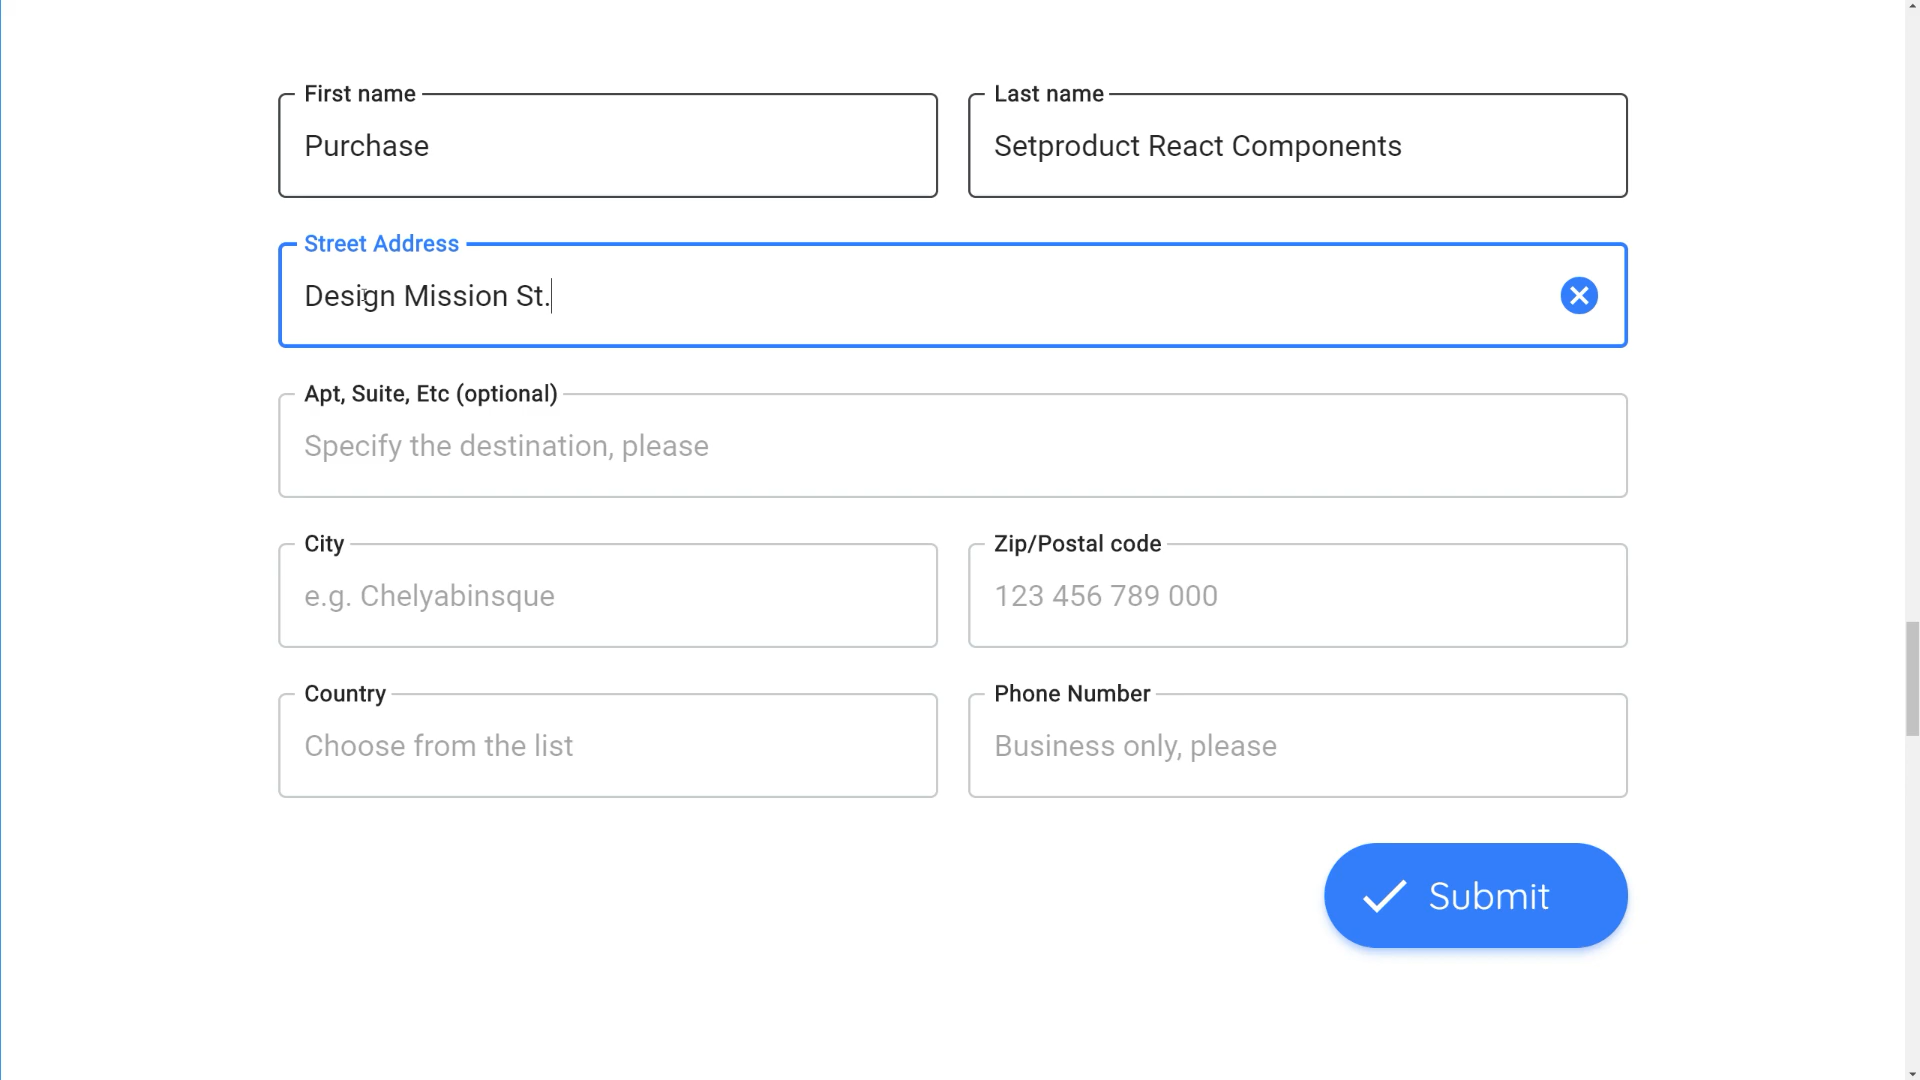 First name
Last name
Purchase
Setproduct React Components
Street Address
Design Mission St.
Apt, Suite, Etc (optional)
Specify the destination, please
City
Zip/Postal code
e.g. Chelyabinsque
123 456 789 000
Country
Phone Number
Choose from the list
Business only, please
Submit